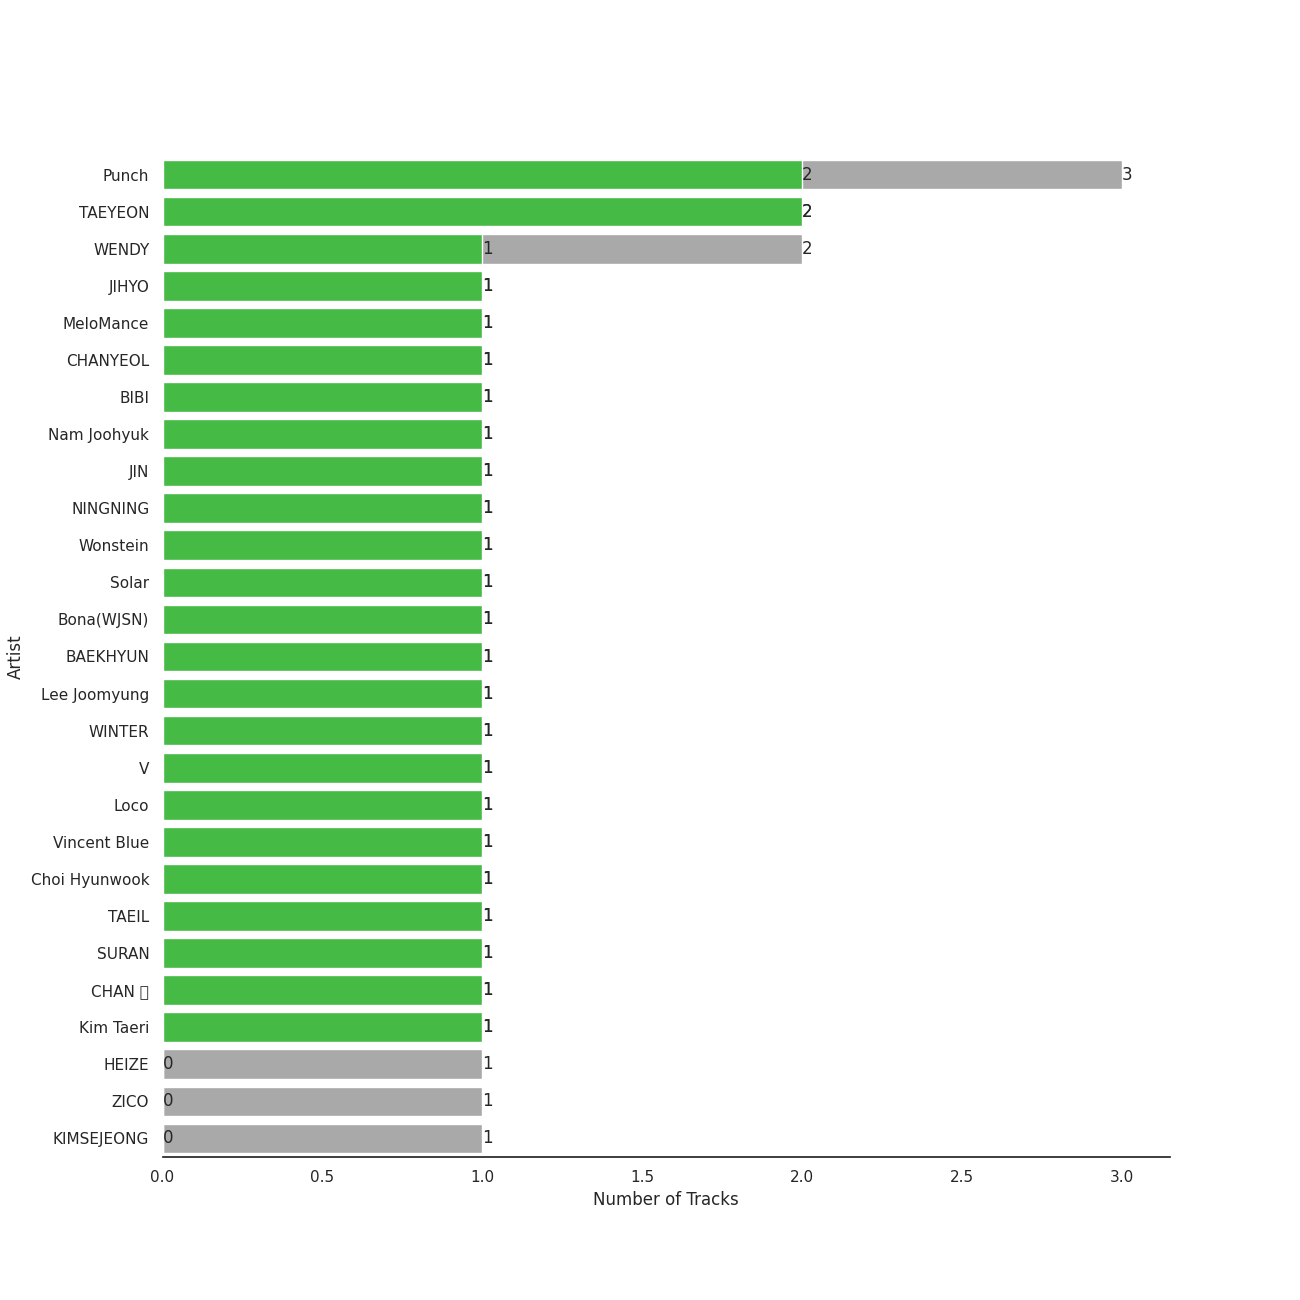 Punch 2 3
TAEYEON 2
WENDY 1 2
JIHYO 1
MeloMance 1
CHANYEOL 1
BIBI 1
Nam Joohyuk 1
JIN 1
NINGNING 1
Wonstein 1
Solar 1
Bona(WJSN) 1
BAEKHYUN 1
Lee Joomyung 1
WINTER 1
V 1
Loco 1
Vincent Blue 1
Choi Hyunwook 1
TAEIL 1
SURAN 1
CHAN 1
Kim Taeri 1
HEIZE 0 1
ZICO 0 1
KIMSEJEONG 0 1
Artist
0.0 0.5 1.0 1.5 2.0 2.5 3.0
Number of Tracks